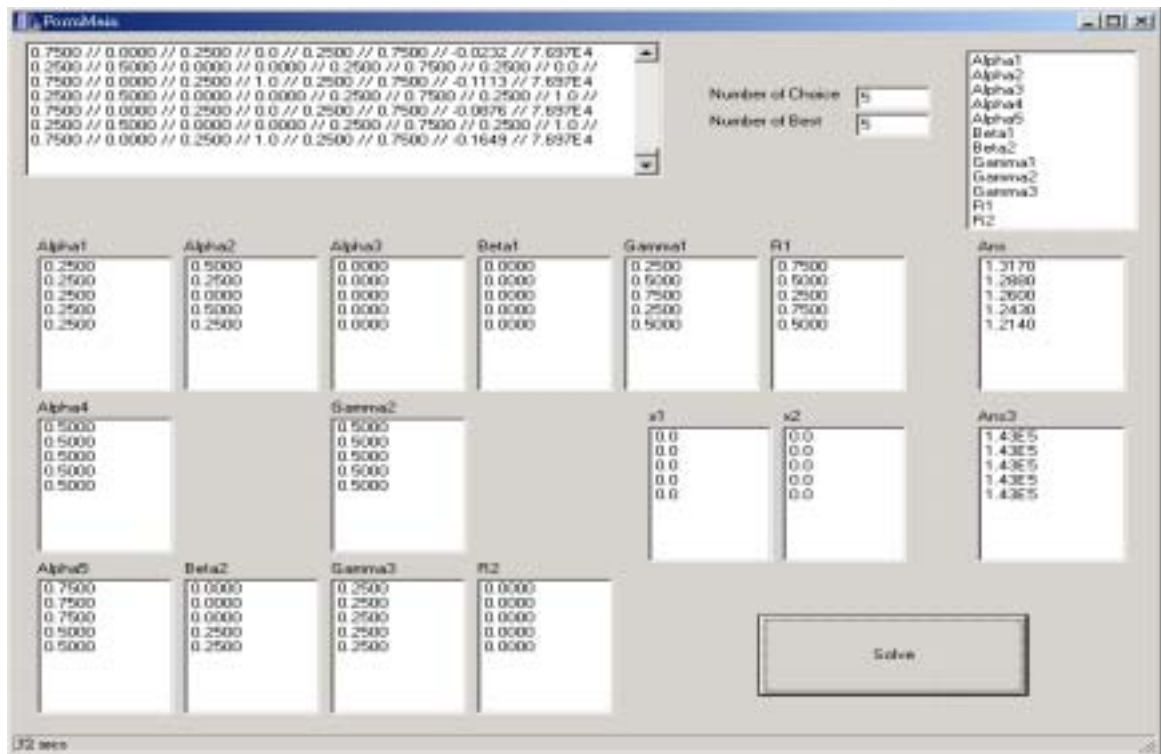 FormMain
0.7500 // 0.0000 // 0.2500 // 0.0 // 0.2500 // 0.7500 // -0.0232 // 7.697E4
0.2500 // 0.5000 // 0.0000 // 0.0000 // 0.2500 // 0.7500 // 0.2500 // 0.0 //
0.7500 // 0.0000 // 0.2500 // 1.0 // 0.2500 // 0.7500 // -0.1113 // 7.697E4
0.2500 // 0.5000 // 0.0000 // 0.0000 // 0.2500 // 0.7500 // 0.2500 // 1.0 //
0.7500 // 0.0000 // 0.2500 // 0.0 // 0.2500 // 0.7500 // -0.0876 // 7.697E4
0.2500 // 0.5000 // 0.0000 // 0.0000 // 0.2500 // 0.7500 // 0.2500 // 1.0 //
0.7500 // 0.0000 // 0.2500 // 1.0 // 0.2500 // 0.7500 // -0.1649 // 7.697E4
Number of Choice 5
Number of Best 5
Alpha1
Alpha2
Alpha3
Alpha4
Alpha5
Beta1
Beta2
Gamma1
Gamma2
Gamma3
R1
R2
Alpha1
0.2500
0.2500
0.2500
0.2500
0.2500
Alpha2
0.5000
0.2500
0.0000
0.5000
0.2500
Alpha3
0.0000
0.0000
0.0000
0.0000
0.0000
Beta1
0.0000
0.0000
0.0000
0.0000
0.0000
Gamma1
0.2500
0.5000
0.7500
0.2500
0.5000
R1
0.7500
0.5000
0.2500
0.7500
0.5000
Ans
1.3170
1.2880
1.2600
1.2430
1.2140
Alpha4
0.5000
0.5000
0.5000
0.5000
0.5000
Gamma2
0.5000
0.5000
0.5000
0.5000
0.5000
x1
0.0
0.0
0.0
0.0
0.0
x2
0.0
0.0
0.0
0.0
0.0
Ans3
1.43E5
1.43E5
1.43E5
1.43E5
1.43E5
Alpha5
0.7500
0.7500
0.7500
0.5000
0.5000
Beta2
0.0000
0.0000
0.0000
0.2500
0.2500
Gamma3
0.2500
0.2500
0.2500
0.2500
0.2500
R2
0.0000
0.0000
0.0000
0.0000
0.0000
Solve
32 secs